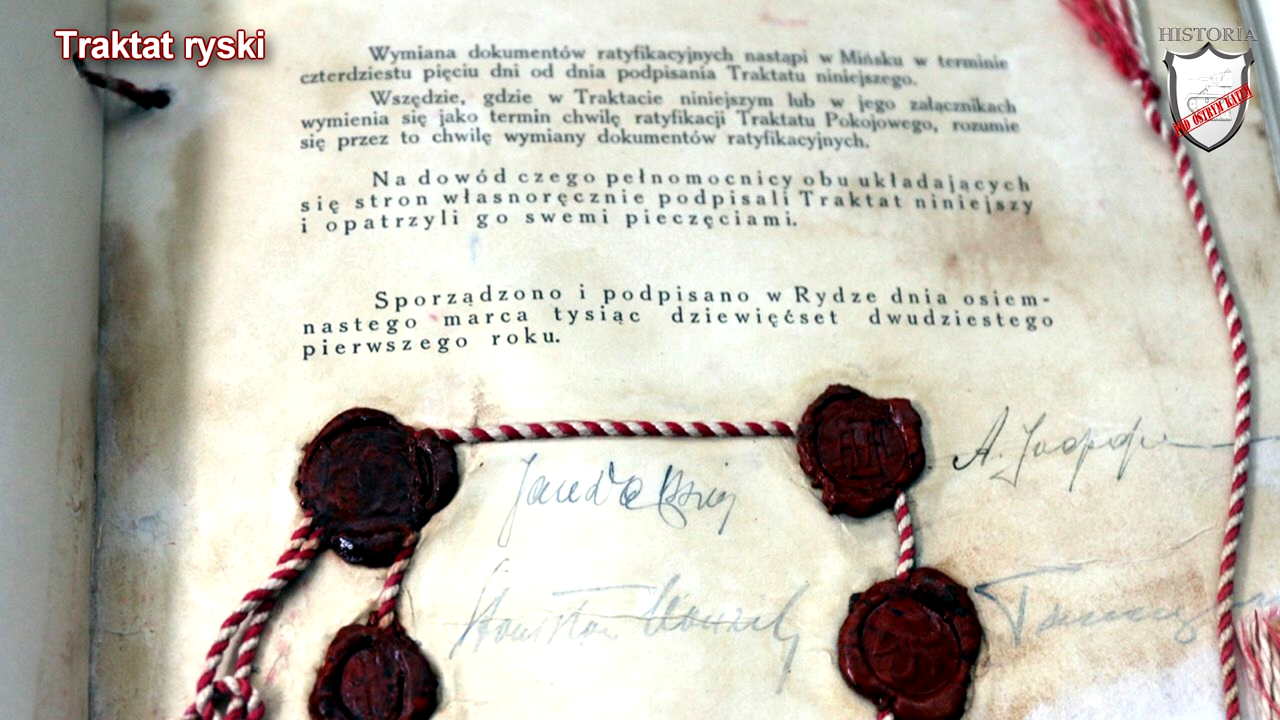 Traktat ryski
HISTORIA
POD OSTRYM KĄTEM
Wymiana dokumentów ratyfikacyjnych nastąpi w Mińsku w terminie
czterdziestu pięciu dni od dnia podpisania Traktatu niniejszego.
Wszędzie, gdzie w Traktacie niniejszym lub w jego załącznikach
wymienia się jako termin chwilę ratyfikacji Traktatu Pokojowego, rozumie
się przez to chwilę wymiany dokumentów ratyfikacyjnych.
Na dowód czego pełnomocnicy obu układających
się stron własnoręcznie podpisali Traktat niniejszy
i opatrzyli go swemi pieczęciami.
Sporządzono i podpisano w Rydze dnia osiem-
nastego marca tysiąc dziewięćset dwudziestego
pierwszego roku.
A.